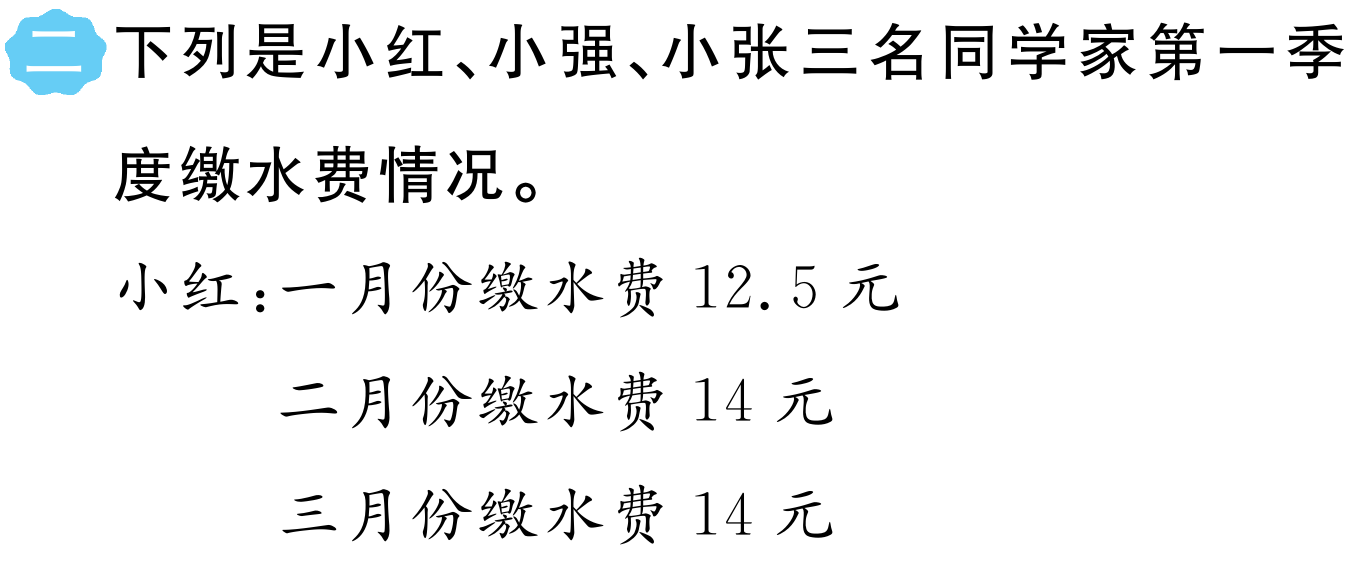 二 下列是小红、小强、小张三名同学家第一季
度缴水费情况。
小红:一月份缴水费 12.5 元
二月份缴水费 14 元
三月份缴水费 14 元